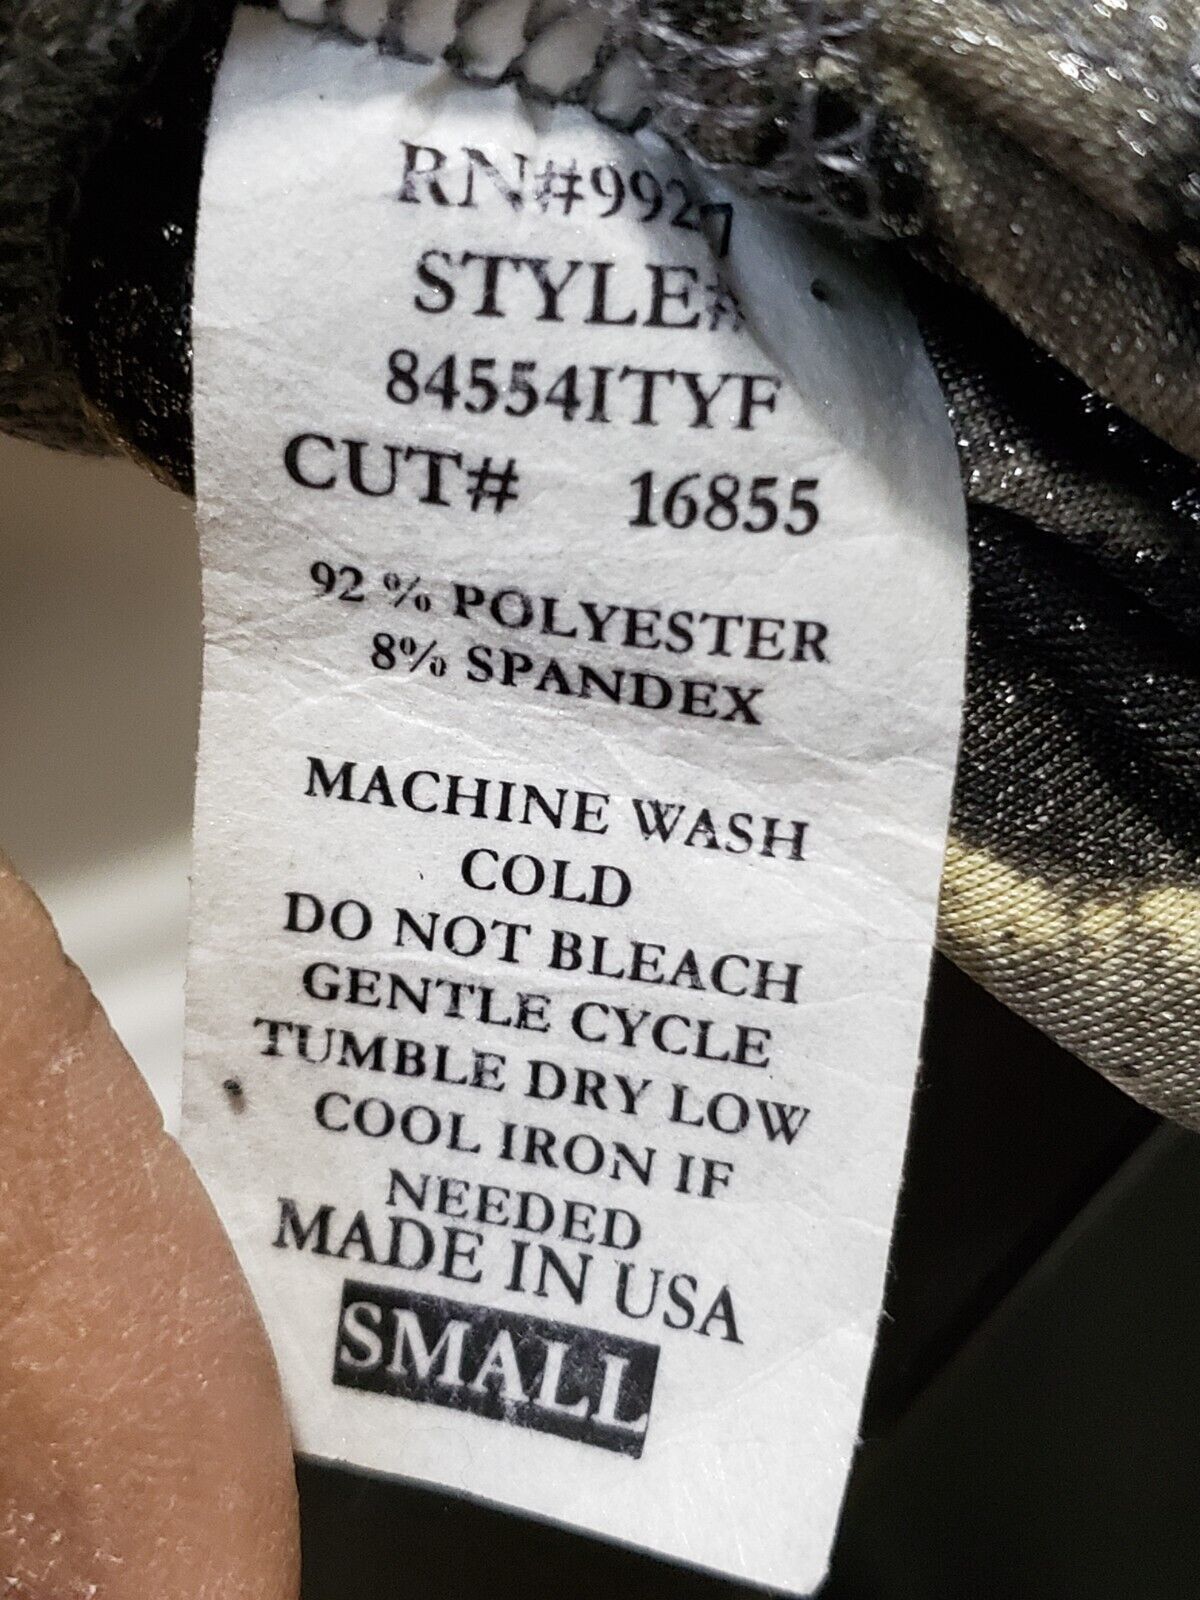 RN#9927
STYLE#
84554ITYF
CUT# 16855
92 % POLYESTER
8% SPANDEX
MACHINE WASH
COLD
DO NOT BLEACH
GENTLE CYCLE
TUMBLE DRY LOW
COOL IRON IF
NEEDED
MADE IN USA
SMALL